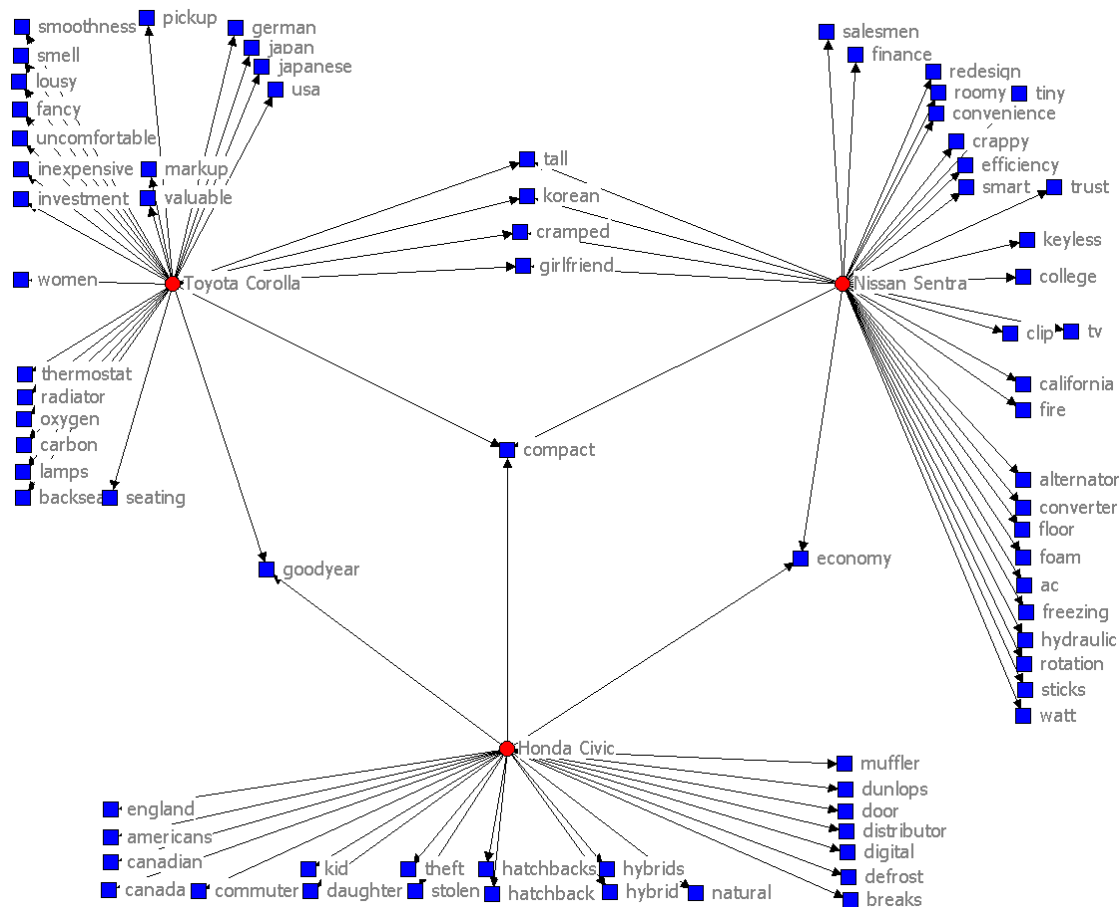 smoothness
pickup
german
japan
japanese
usa
smell
lousy
fancy
uncomfortable
inexpensive
investment
markup
valuable
women
Toyota Corolla
thermostat
radiator
oxygen
carbon
lamps
backsea
seating
tall
korean
cramped
girlfriend
compact
goodyear
economy
salesmen
finance
redesign
roomy
tiny
convenience
crappy
efficiency
smart
trust
keyless
college
Nissan Sentra
clip
tv
california
fire
alternator
converter
floor
foam
ac
freezing
hydraulic
rotation
sticks
watt
Honda Civic
england
americans
canadian
canada
commuter
kid
daughter
theft
stolen
hatchbacks
hatchback
hybrids
hybrid
natural
muffler
dunlops
door
distributor
digital
defrost
breaks